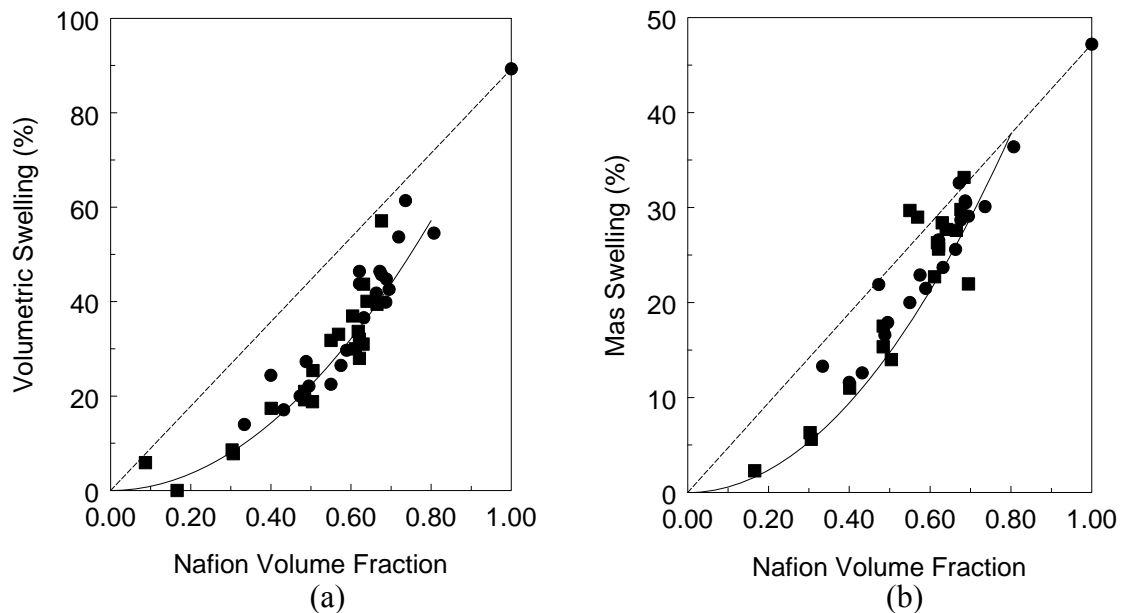 100
80
60
40
20
0
0.00 0.20 0.40 0.60 0.80 1.00
Volumetric Swelling (%)
Nafion Volume Fraction
(a)
50
40
30
20
10
0
0.00 0.20 0.40 0.60 0.80 1.00
Mas Swelling (%)
Nafion Volume Fraction
(b)